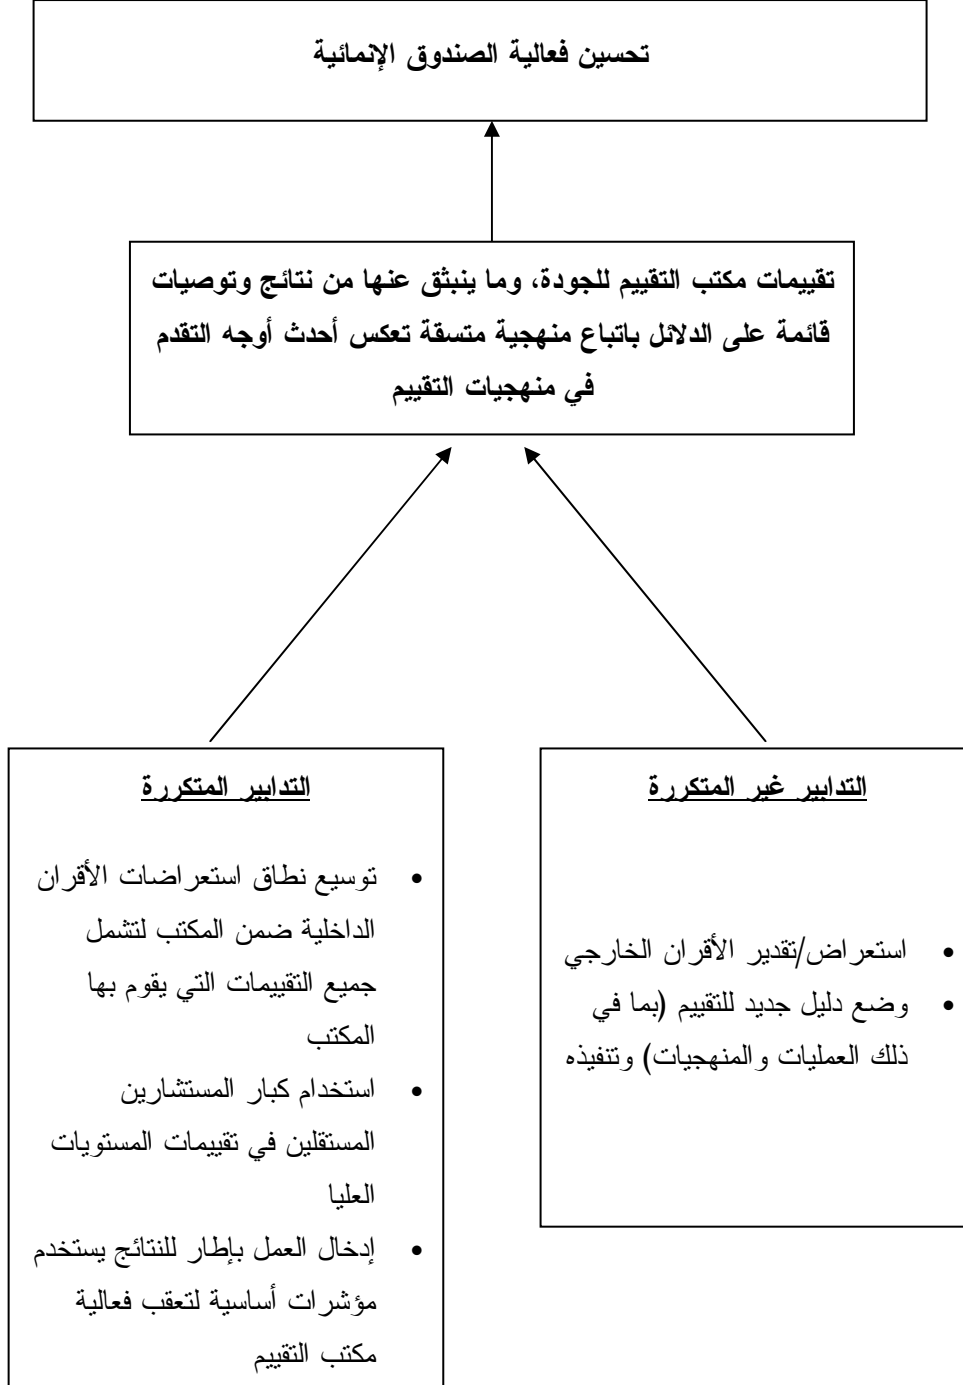 تحسين فعالية الصندوق الإنمائية
تقييمات مكتب التقييم للجودة، وما ينبثق عنها من نتائج وتوصيات
قائمة على الدلائل باتباع منهجية متسقة تعكس أحدث أوجه التقدم
في منهجيات التقييم
التدابير غير المتكررة
• استعراض/تقدير الأقران الخارجي
• وضع دليل جديد للتقييم (بما في
ذلك العمليات والمنهجيات) وتنفيذه
التدابير المتكررة
• توسيع نطاق استعراضات الأقران
الداخلية ضمن المكتب لتشمل
جميع التقييمات التي يقوم بها
المكتب
• استخدام كبار المستشارين
المستقلين في تقييمات المستويات
العليا
• إدخال العمل بإطار للنتائج يستخدم
مؤشرات أساسية لتعقب فعالية
مكتب التقييم